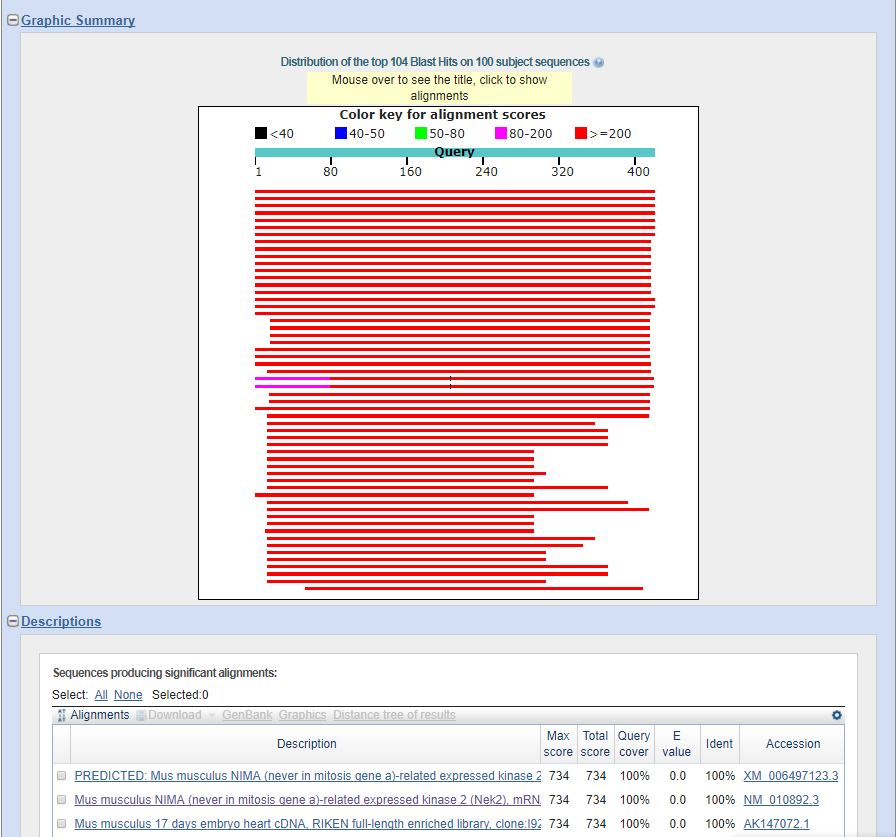 Graphic Summary
Distribution of the top 104 Blast Hits on 100 subject sequences
Mouse over to see the title, click to show
alignments
Color key for alignment scores
<40 40-50 50-80 80-200 >=200
Query
1 80 160 240 320 400
Descriptions
Sequences producing significant alignments:
Select: All None Selected:0
Alignments Download GenBank Graphics Distance tree of results
Description Max score Total score Query cover E value Ident Accession
PREDICTED: Mus musculus NIMA (never in mitosis gene a)-related expressed kinase 2 734 734 100% 0.0 100% XM_006497123.3
Mus musculus NIMA (never in mitosis gene a)-related expressed kinase 2 (Nek2), mRN 734 734 100% 0.0 100% NM_010892.3
Mus musculus 17 days embryo heart cDNA, RIKEN full-length enriched library, clone:I92 734 734 100% 0.0 100% AK147072.1